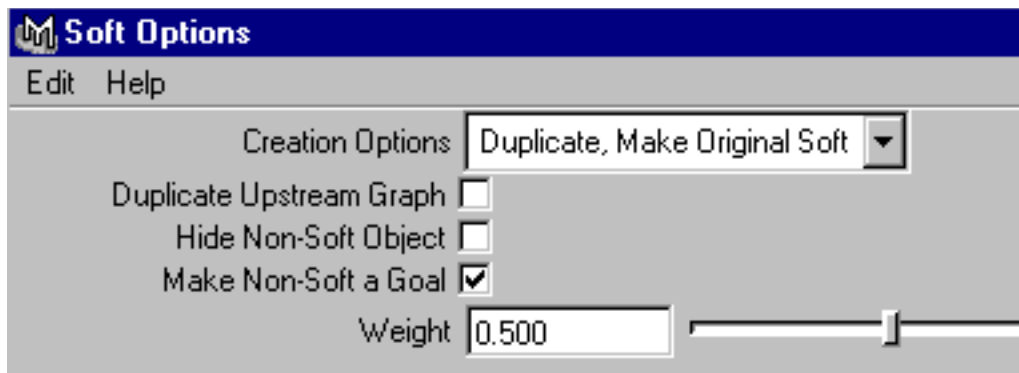 Soft Options
Edit Help
Creation Options Duplicate, Make Original Soft
Duplicate Upstream Graph
Hide Non-Soft Object
Make Non-Soft a Goal
Weight 0.500